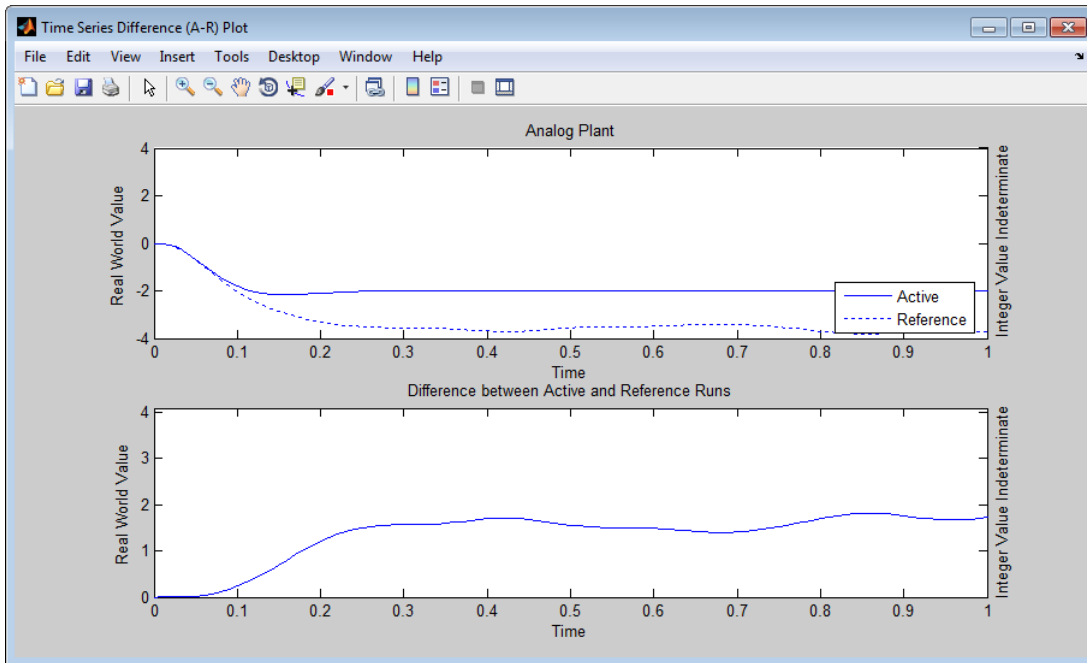 Time Series Difference (A-R) Plot
File Edit View Insert Tools Desktop Window Help
Analog Plant
Real World Value
4
2
0
-2
-4
Integer Value Indeterminate
Active
Reference
0 0.1 0.2 0.3 0.4 0.5 0.6 0.7 0.8 0.9 1
Time
Difference between Active and Reference Runs
Real World Value
4
3
2
1
0
Integer Value Indeterminate
0 0.1 0.2 0.3 0.4 0.5 0.6 0.7 0.8 0.9 1
Time